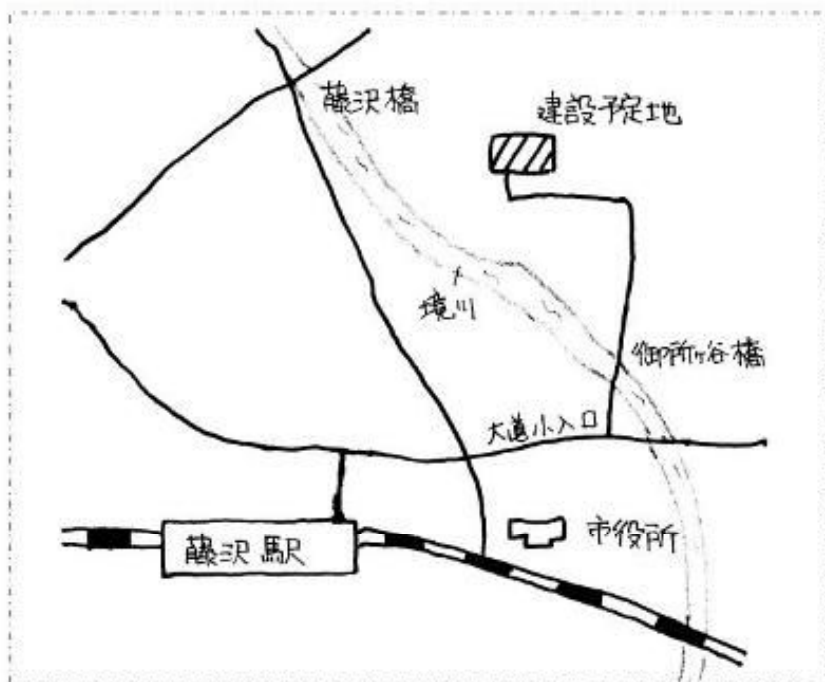 藤沢橋
建設予定地
境川
御所ヶ谷橋
大道小入口
藤沢駅
市役所